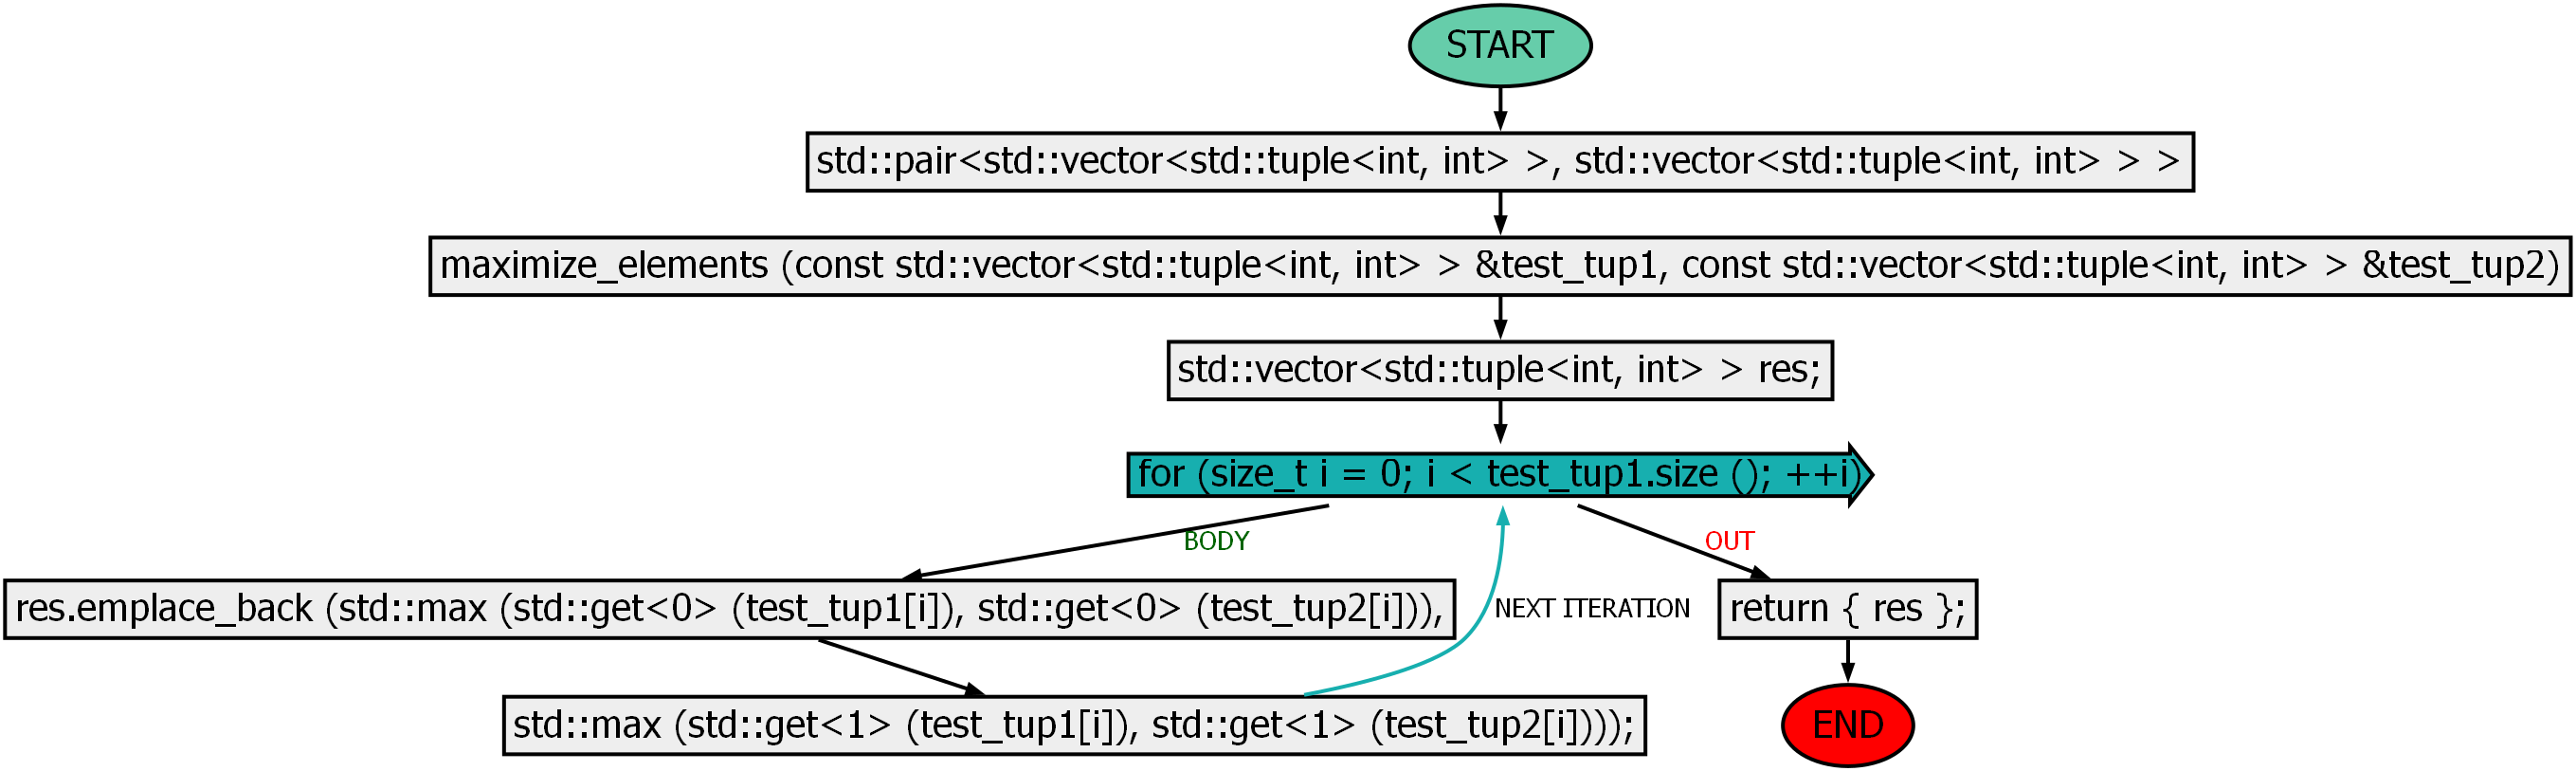 START
std::pair<std::vector<std::tuple<int, int> >, std::vector<std::tuple<int, int> > >
maximize_elements (const std::vector<std::tuple<int, int> > &test_tup1, const std::vector<std::tuple<int, int> > &test_tup2)
std::vector<std::tuple<int, int> > res;
for (size_t i = 0; i < test_tup1.size (); ++i)
BODY
OUT
res.emplace_back (std::max (std::get<0> (test_tup1[i]), std::get<0> (test_tup2[i])),
NEXT ITERATION
return { res };
std::max (std::get<1> (test_tup1[i]), std::get<1> (test_tup2[i])));
END